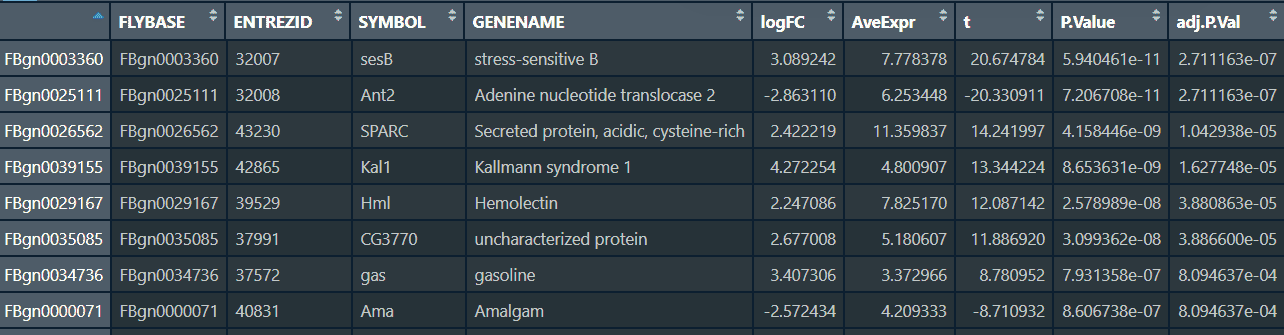 FLYBASE ENTREZID SYMBOL GENENAME logFC AveExpr t P.Value adj.P.Val
FBgn0003360 FBgn0003360 32007 sesB stress-sensitive B 3.089242 7.778378 20.674784 5.940461e-11 2.711163e-07
FBgn0025111 FBgn0025111 32008 Ant2 Adenine nucleotide translocase 2 -2.863110 6.253448 -20.330911 7.206708e-11 2.711163e-07
FBgn0026562 FBgn0026562 43230 SPARC Secreted protein, acidic, cysteine-rich 2.422219 11.359837 14.241997 4.158446e-09 1.042938e-05
FBgn0039155 FBgn0039155 42865 Kal1 Kallmann syndrome 1 4.272254 4.800907 13.344224 8.653631e-09 1.627748e-05
FBgn0029167 FBgn0029167 39529 Hml Hemolectin 2.247086 7.825170 12.087142 2.578989e-08 3.880863e-05
FBgn0035085 FBgn0035085 37991 CG3770 uncharacterized protein 2.677008 5.180607 11.886920 3.099362e-08 3.886600e-05
FBgn0034736 FBgn0034736 37572 gas gasoline 3.407306 3.372966 8.780952 7.931358e-07 8.094637e-04
FBgn0000071 FBgn0000071 40831 Ama Amalgam -2.572434 4.209333 -8.710932 8.606738e-07 8.094637e-04